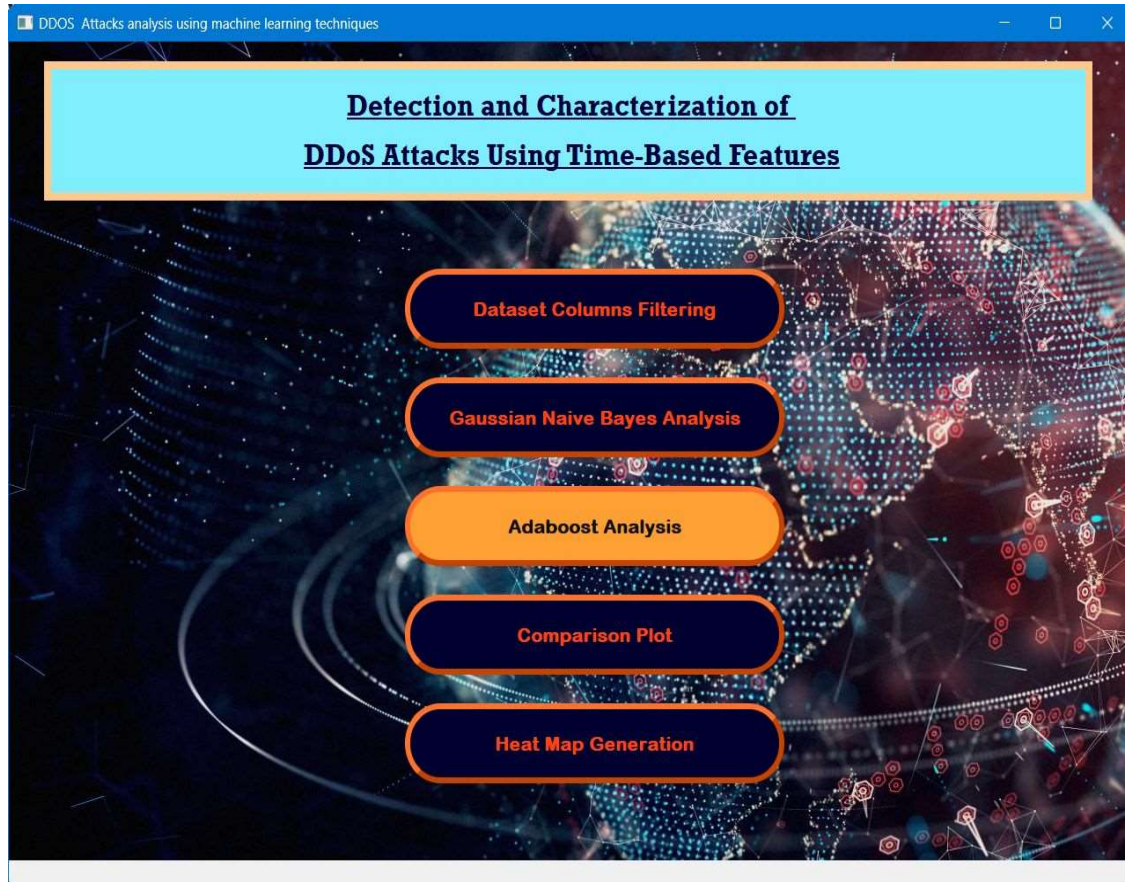 DDOS  Attacks analysis using machine learning techniques
Detection and Characterization of
DDoS Attacks Using Time-Based Features
Dataset Columns Filtering
Gaussian Naive Bayes Analysis
Adaboost Analysis
Comparison Plot
Heat Map Generation